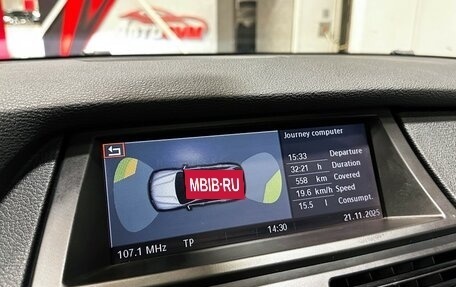 АВТОДОМ
Journey computer
15:33 Departure
32:21 h Duration
558 km Covered
19.6 km/h Speed
15.5 l Consumpt.
MBIB·RU
21.11.2025
14:30
107.1 MHz TP